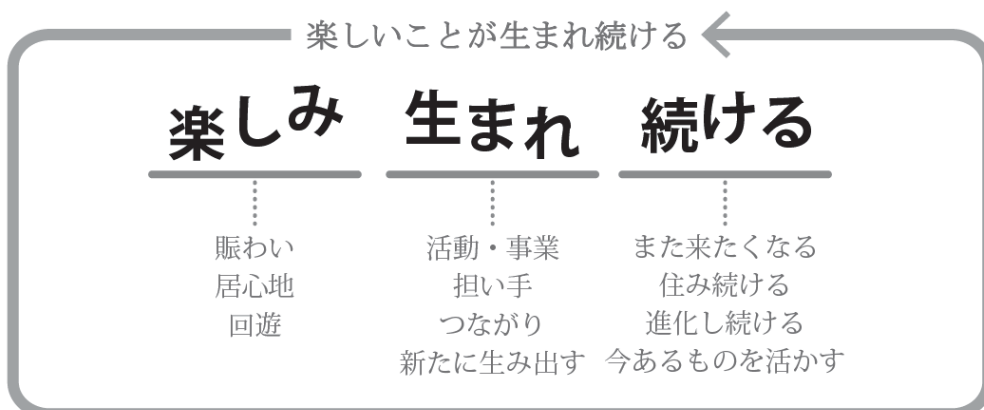 楽しいことが生まれ続ける
楽しみ
賑わい
居心地
回遊
生まれ
活動・事業
担い手
つながり
新たに生み出す
続ける
また来たくなる
住み続ける
進化し続ける
今あるものを活かす